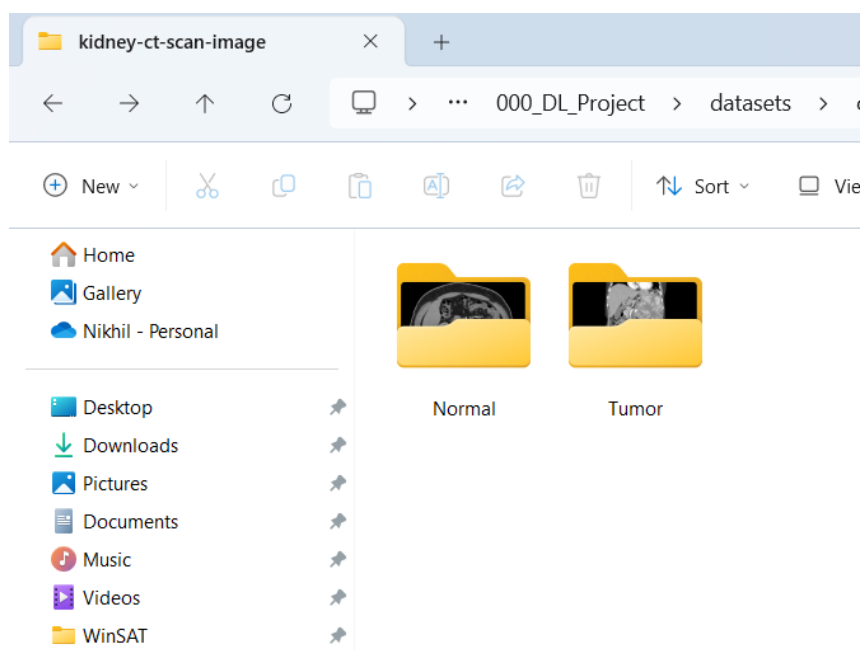 kidney-ct-scan-image
... 000_DL_Project > datasets >
New
Sort
Home
Gallery
Nikhil - Personal
Desktop
Downloads
Pictures
Documents
Music
Videos
WinSAT
Normal
Tumor